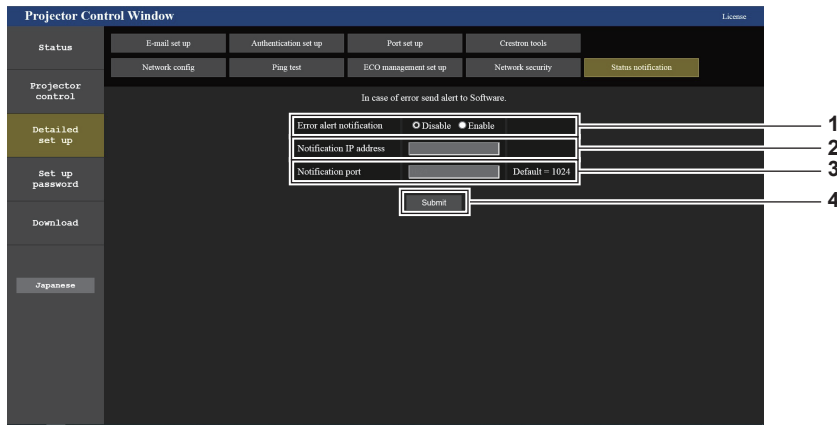 Projector Control Window
License
Status
Projector
control
Detailed
set up
Set up
password
Download
Japanese
E-mail set up
Authentication set up
Port set up
Crestron tools
Network config
Ping test
ECO management set up
Network security
Status notification
In case of error send alert to Software.
Error alert notification Disable Enable
1
Notification IP address
2
Notification port Default = 1024
3
Submit
4